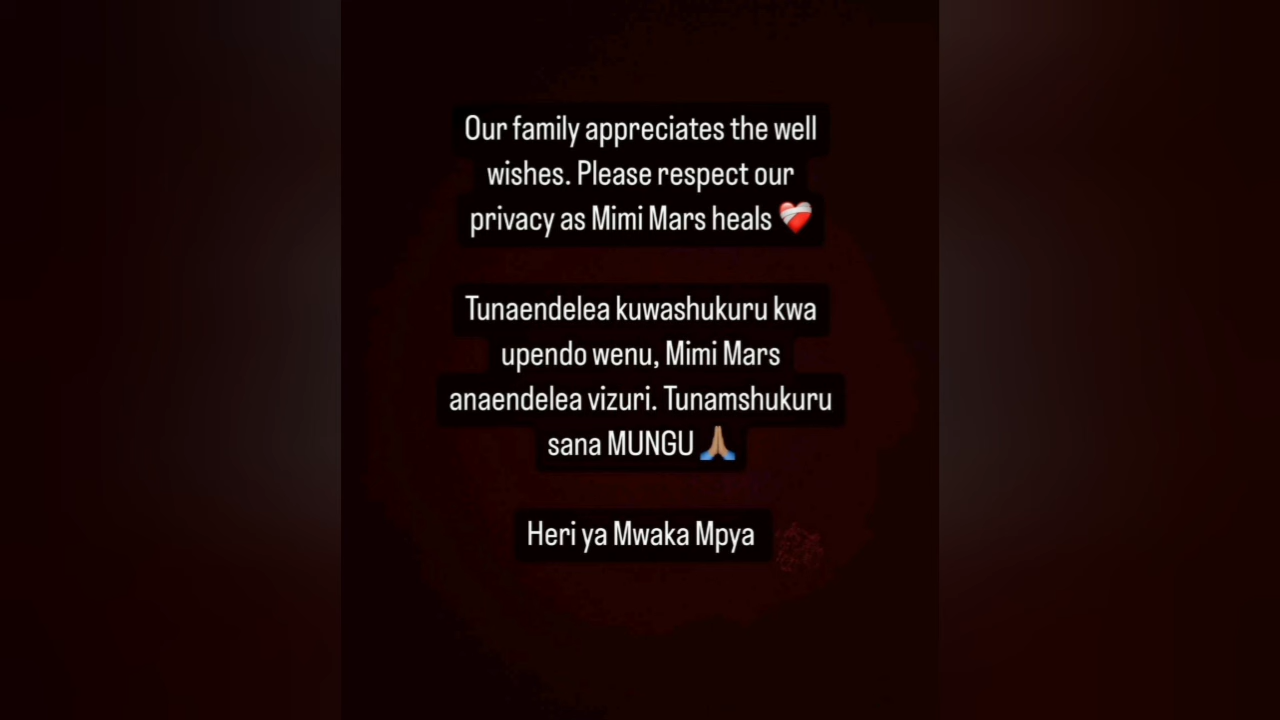 Our family appreciates the well
wishes. Please respect our
privacy as Mimi Mars heals ❤️‍🩹
Tunaendelea kuwashukuru kwa
upendo wenu, Mimi Mars
anaendelea vizuri. Tunamshukuru
sana MUNGU 🙏🏽
Heri ya Mwaka Mpya